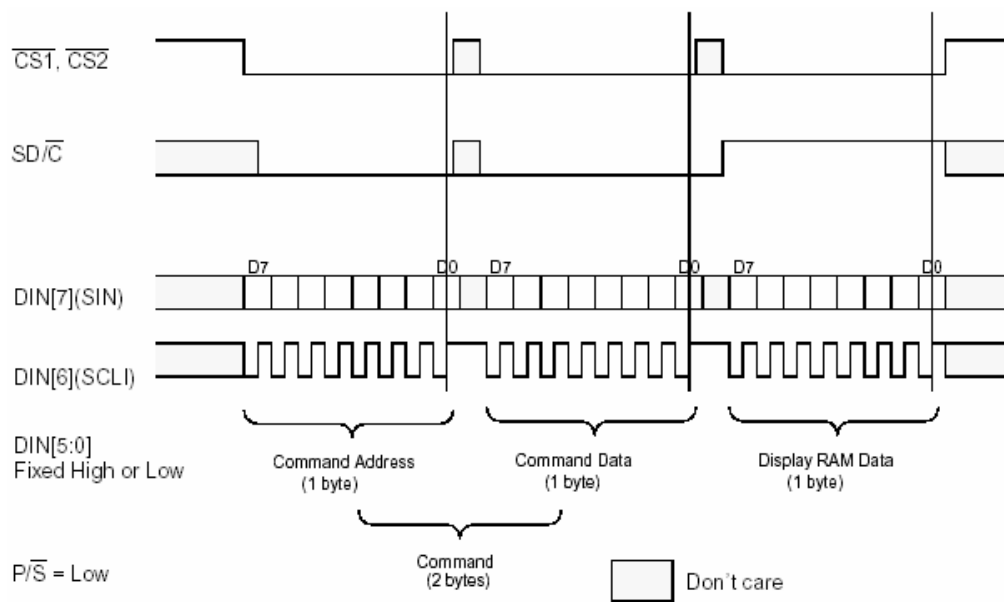 CS1, CS2
SD/C
D7 D0 D7 D0 D7 D0
DIN[7](SIN)
DIN[6](SCLI)
DIN[5:0]
Fixed High or Low
Command Address
(1 byte)
Command Data
(1 byte)
Display RAM Data
(1 byte)
Command
(2 bytes)
P/S = Low
Don't care